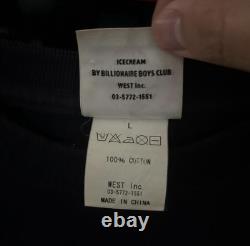 ICECREAM
BY BILLIONAIRE BOYS CLUB
WEST Inc.
03-5772-1551
L
100% COTTON
WEST Inc.
03-5772-1551
MADE IN CHINA